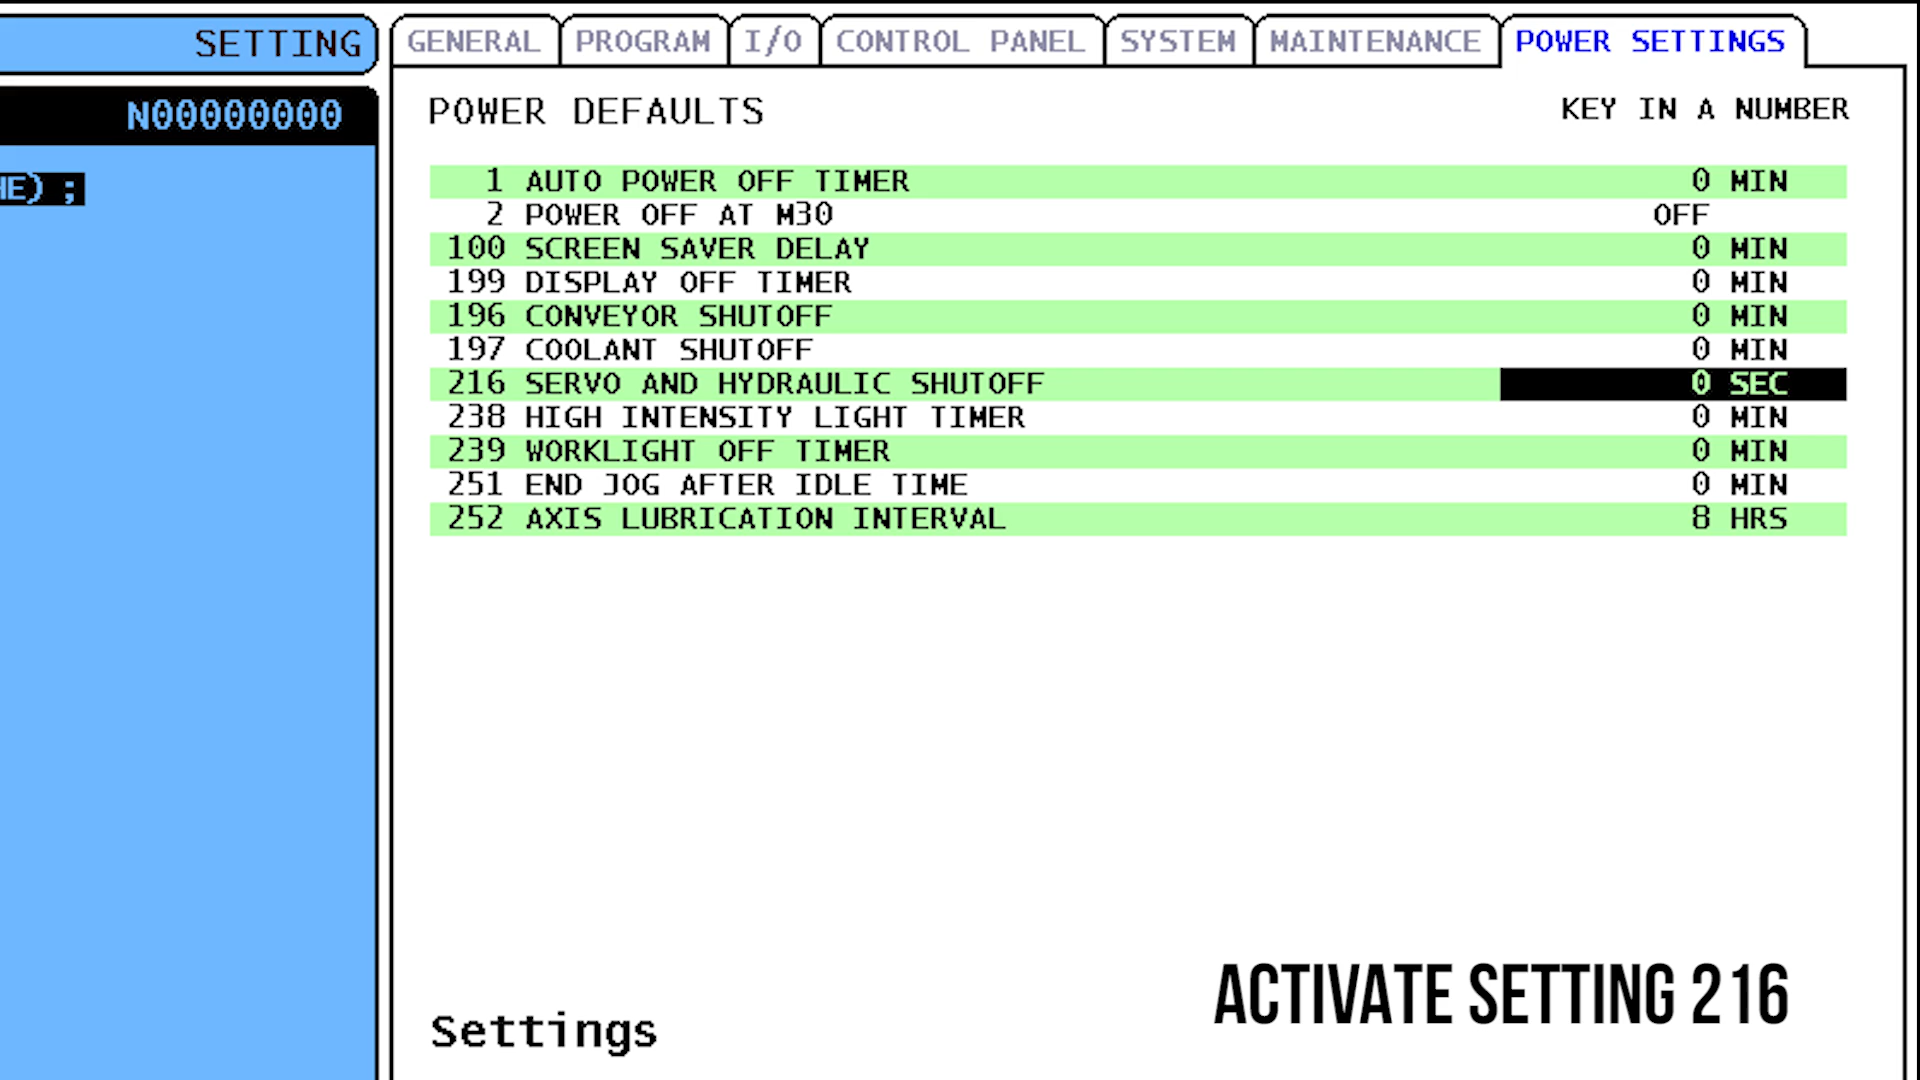 SETTING
N00000000
HE) ;
GENERAL PROGRAM I/O CONTROL PANEL SYSTEM MAINTENANCE POWER SETTINGS
POWER DEFAULTS KEY IN A NUMBER
1 AUTO POWER OFF TIMER 0 MIN
2 POWER OFF AT M30 OFF
100 SCREEN SAVER DELAY 0 MIN
199 DISPLAY OFF TIMER 0 MIN
196 CONVEYOR SHUTOFF 0 MIN
197 COOLANT SHUTOFF 0 MIN
216 SERVO AND HYDRAULIC SHUTOFF 0 SEC
238 HIGH INTENSITY LIGHT TIMER 0 MIN
239 WORKLIGHT OFF TIMER 0 MIN
251 END JOG AFTER IDLE TIME 0 MIN
252 AXIS LUBRICATION INTERVAL 8 HRS
ACTIVATE SETTING 216
Settings